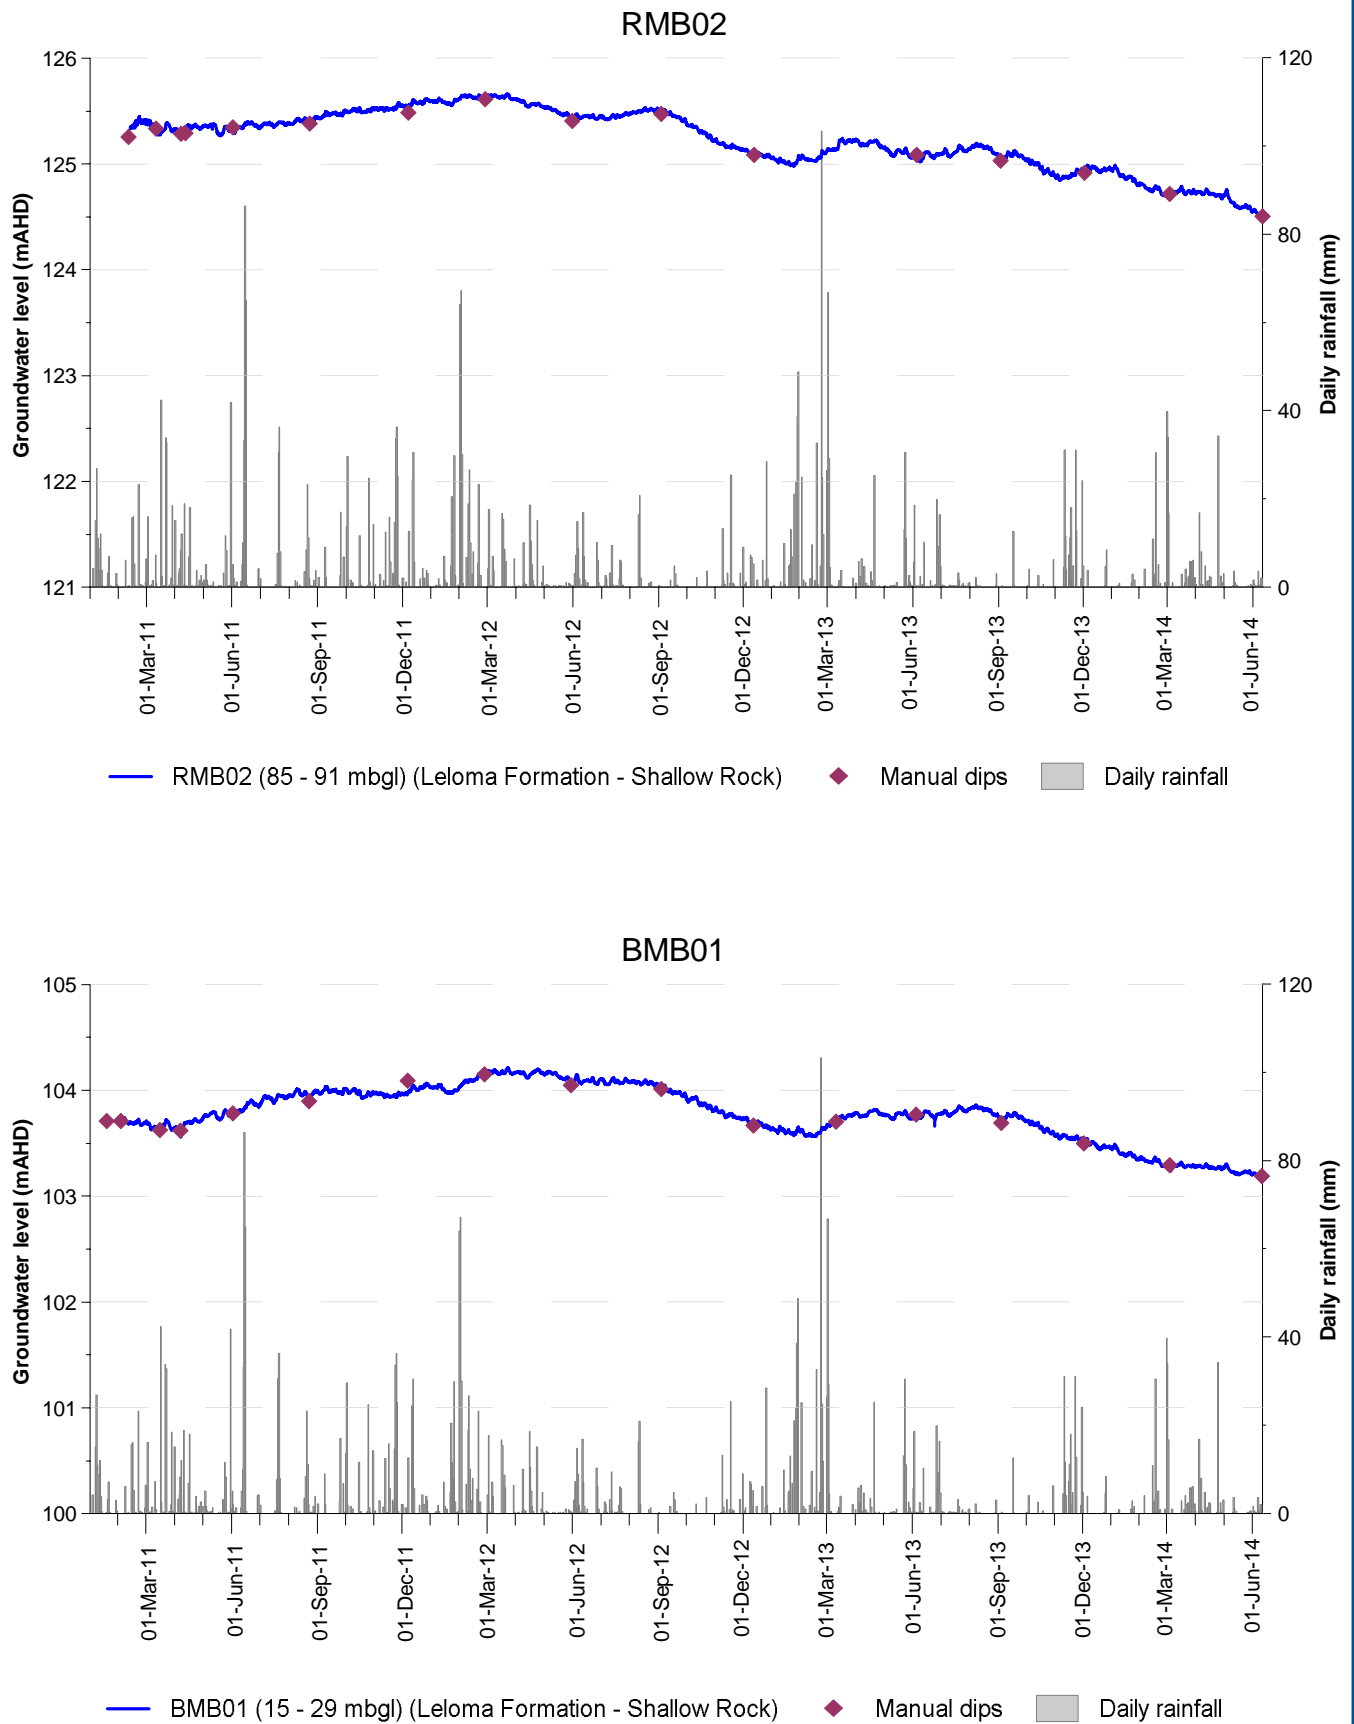 RMB02
126
125
124
123
122
121
Groundwater level (mAHD)
120
80
40
0
Daily rainfall (mm)
01-Mar-11
01-Jun-11
01-Sep-11
01-Dec-11
01-Mar-12
01-Jun-12
01-Sep-12
01-Dec-12
01-Mar-13
01-Jun-13
01-Sep-13
01-Dec-13
01-Mar-14
01-Jun-14
RMB02 (85 - 91 mbgl) (Leloma Formation - Shallow Rock) Manual dips Daily rainfall
BMB01
105
104
103
102
101
100
Groundwater level (mAHD)
120
80
40
0
Daily rainfall (mm)
01-Mar-11
01-Jun-11
01-Sep-11
01-Dec-11
01-Mar-12
01-Jun-12
01-Sep-12
01-Dec-12
01-Mar-13
01-Jun-13
01-Sep-13
01-Dec-13
01-Mar-14
01-Jun-14
BMB01 (15 - 29 mbgl) (Leloma Formation - Shallow Rock) Manual dips Daily rainfall